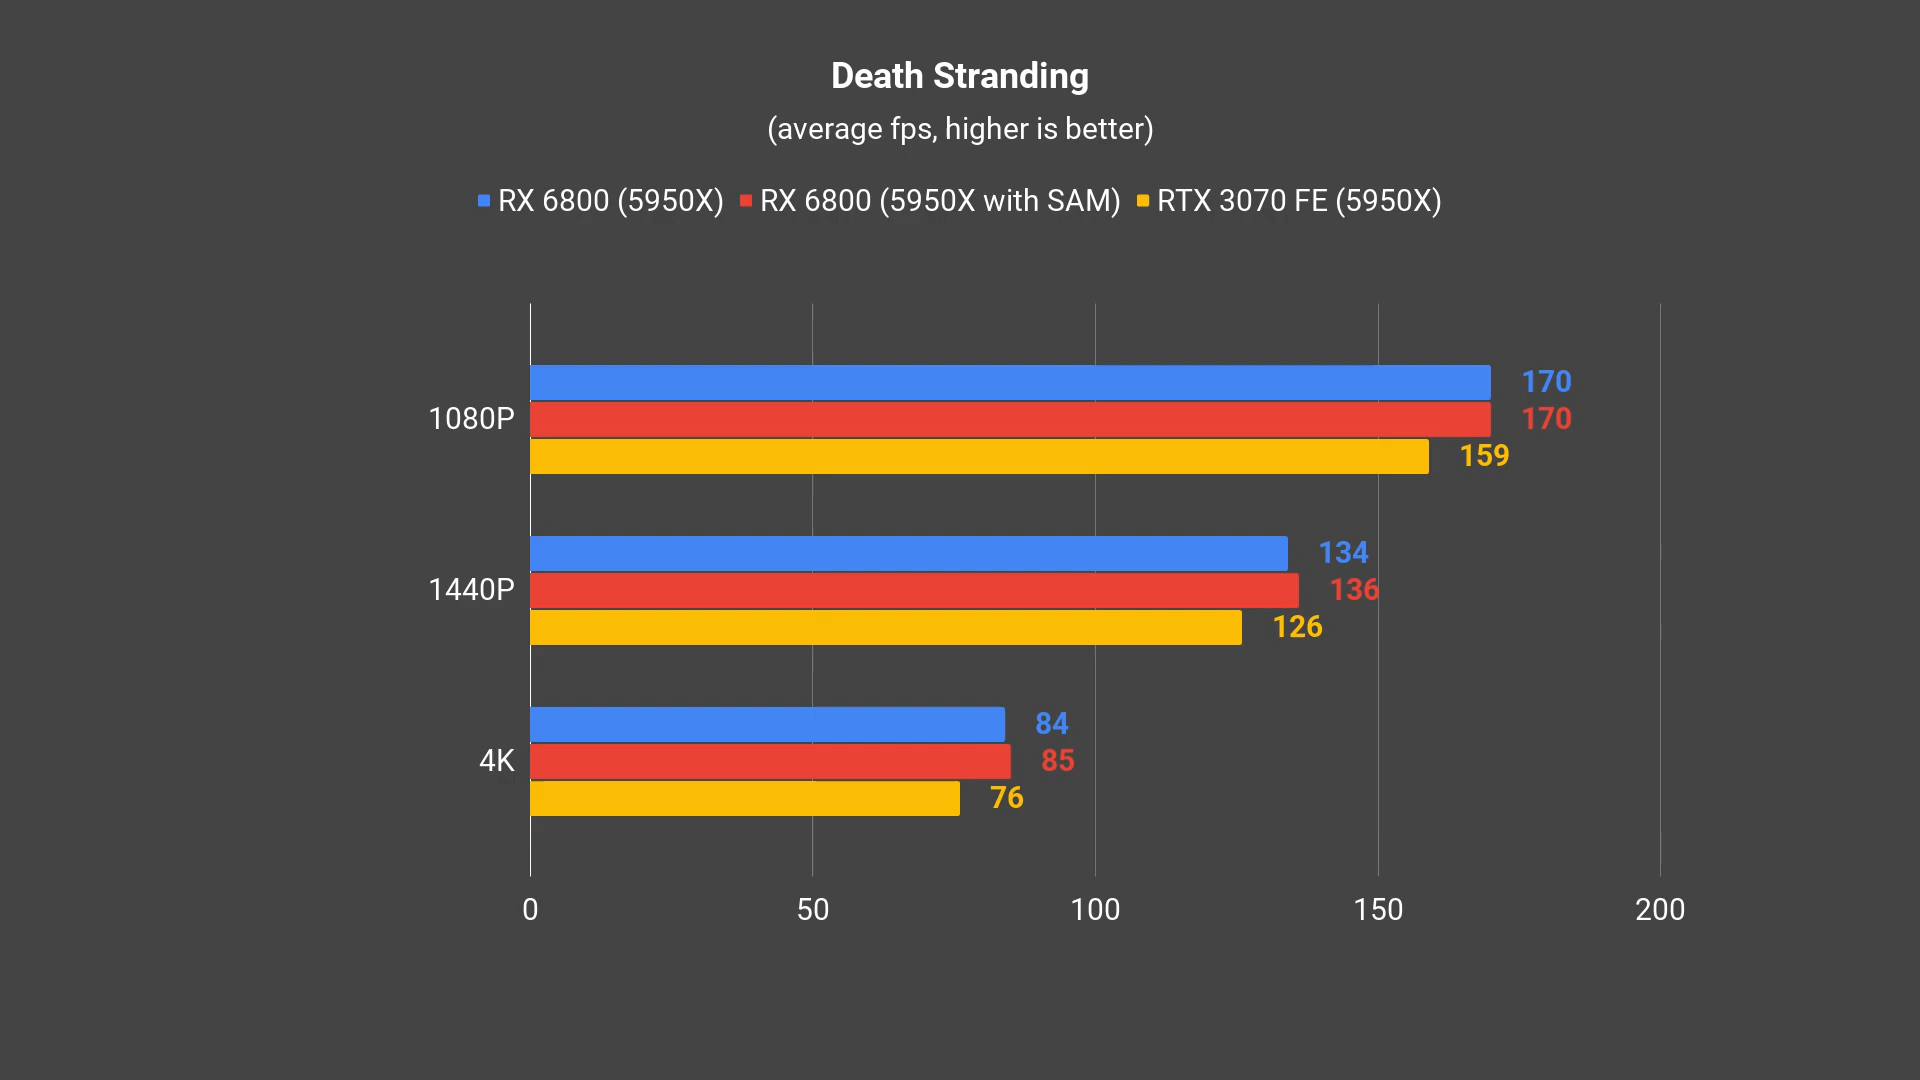 Death Stranding
(average fps, higher is better)
RX 6800 (5950X) RX 6800 (5950X with SAM) RTX 3070 FE (5950X)
170
1080P 170
159
134
1440P 136
126
84
4K 85
76
0 50 100 150 200